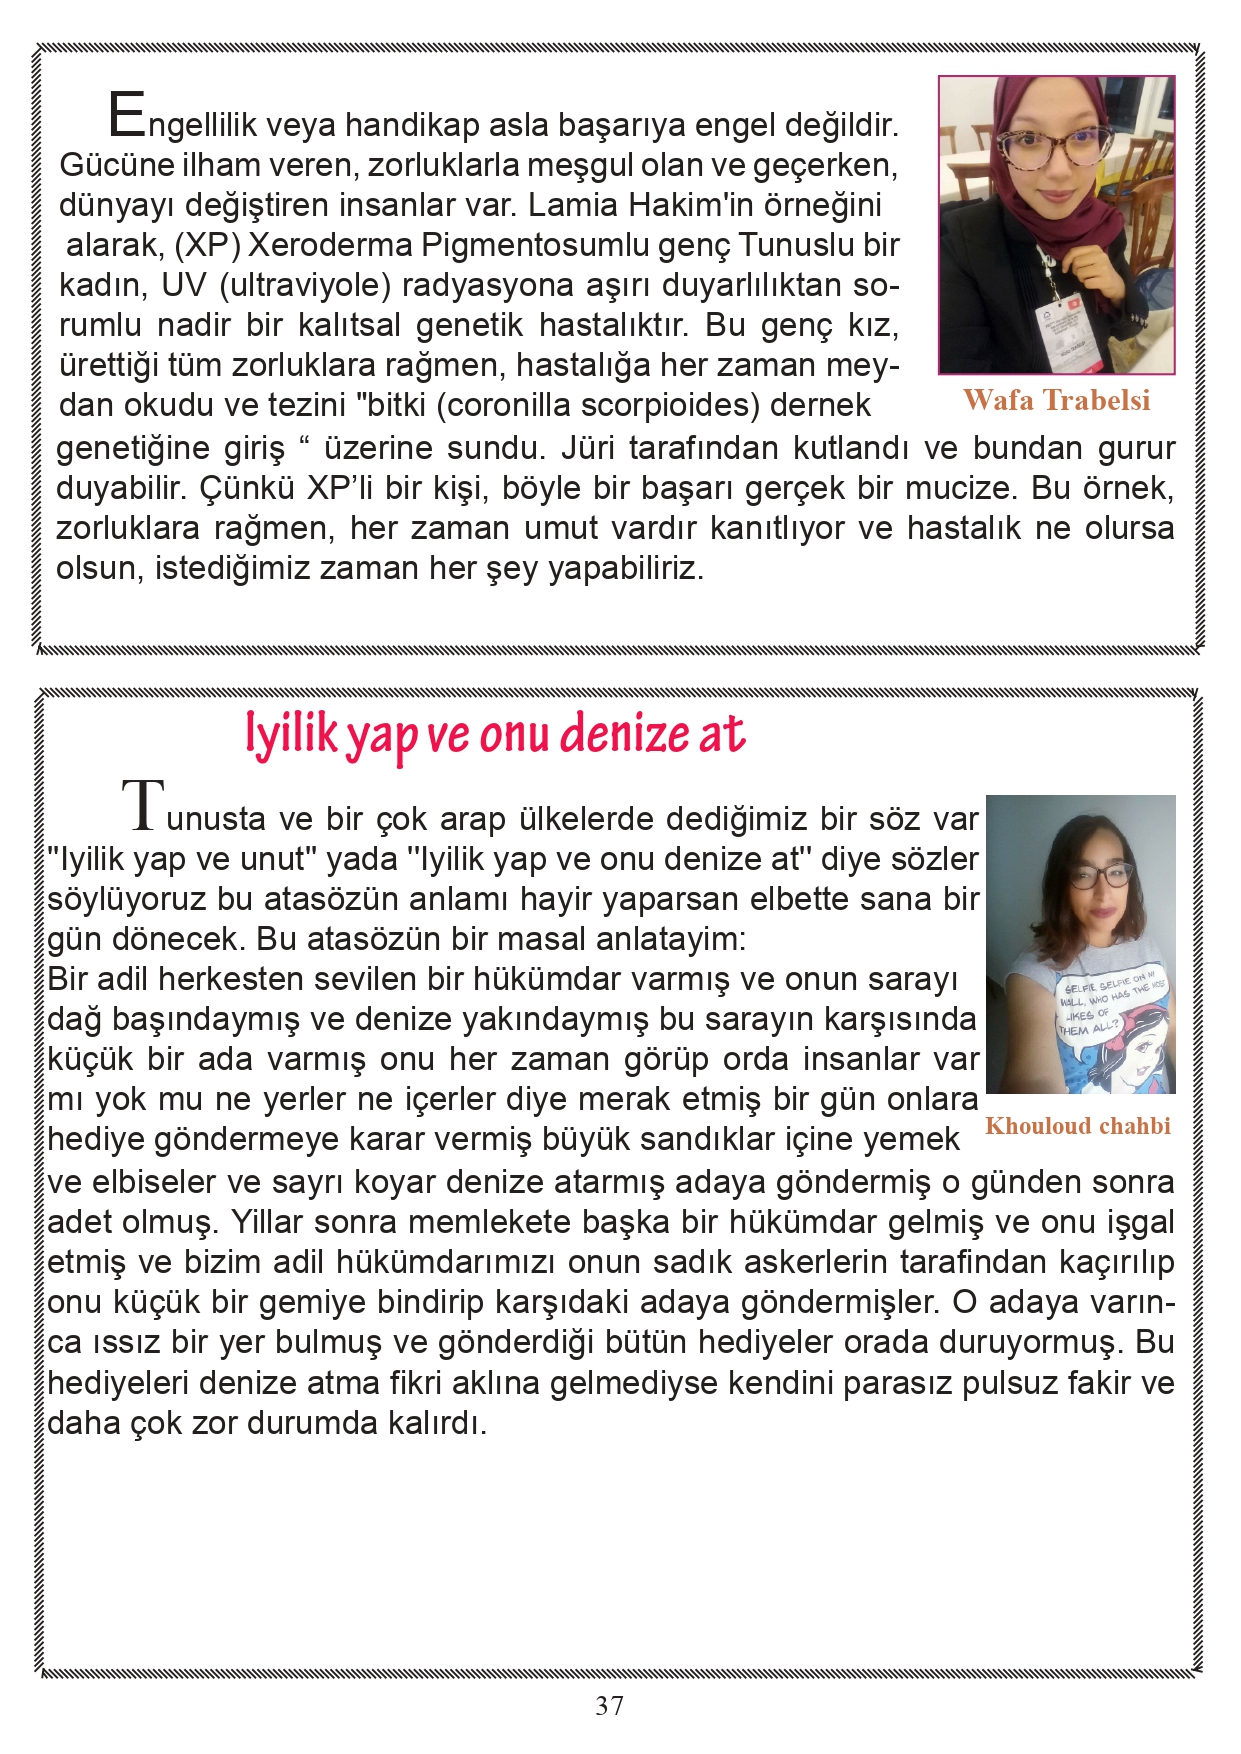 Engellilik veya handikap asla başarıya engel değildir.
Gücüne ilham veren, zorluklarla meşgul olan ve geçerken,
dünyayı değiştiren insanlar var. Lamia Hakim'in örneğini
alarak, (XP) Xeroderma Pigmentosumlu genç Tunuslu bir
kadın, UV (ultraviyole) radyasyona aşırı duyarlılıktan so-
rumlu nadir bir kalıtsal genetik hastalıktır. Bu genç kız,
ürettiği tüm zorluklara rağmen, hastalığa her zaman mey-
dan okudu ve tezini "bitki (coronilla scorpioides) dernek
Wafa Trabelsi
genetiğine giriş “ üzerine sundu. Jüri tarafından kutlandı ve bundan gurur
duyabilir. Çünkü XP’li bir kişi, böyle bir başarı gerçek bir mucize. Bu örnek,
zorluklara rağmen, her zaman umut vardır kanıtlıyor ve hastalık ne olursa
olsun, istediğimiz zaman her şey yapabiliriz.
Iyilik yap ve onu denize at
Tunusta ve bir çok arap ülkelerde dediğimiz bir söz var
"Iyilik yap ve unut" yada "Iyilik yap ve onu denize at" diye sözler
söylüyoruz bu atasözün anlamı hayir yaparsan elbette sana bir
gün dönecek. Bu atasözün bir masal anlatayim:
Bir adil herkesten sevilen bir hükümdar varmış ve onun sarayı
dağ başındaymış ve denize yakındaymış bu sarayın karşısında
küçük bir ada varmış onu her zaman görüp orda insanlar var
mı yok mu ne yerler ne içerler diye merak etmiş bir gün onlara
hediye göndermeye karar vermiş büyük sandıklar içine yemek
SELFIE, SELFIE ON MY
WALL, WHO HAS THE MOST
LIKES OF
THEM ALL?
Khouloud chahbi
ve elbiseler ve sayrı koyar denize atarmış adaya göndermiş o günden sonra
adet olmuş. Yillar sonra memlekete başka bir hükümdar gelmiş ve onu işgal
etmiş ve bizim adil hükümdarımızı onun sadık askerlerin tarafindan kaçırılıp
onu küçük bir gemiye bindirip karşıdaki adaya göndermişler. O adaya varın-
ca ıssız bir yer bulmuş ve gönderdiği bütün hediyeler orada duruyormuş. Bu
hediyeleri denize atma fikri aklına gelmediyse kendini parasız pulsuz fakir ve
daha çok zor durumda kalırdı.
37